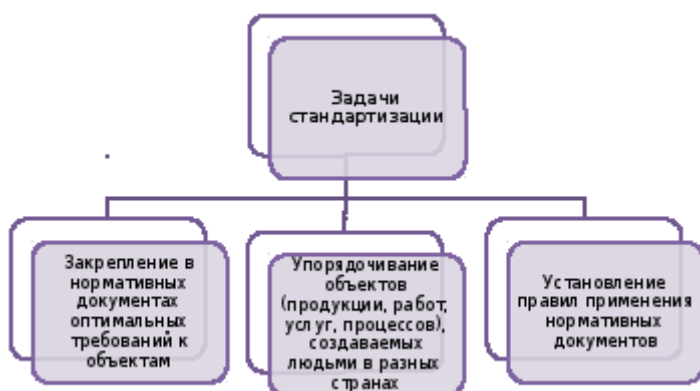 Задачи
стандартизации
Закрепление в
нормативных
документах
оптимальных
требований к
объектам
Упорядочивание
объектов
(продукции, работ,
услуг, процессов),
создаваемых
людьми в разных
странах
Установление
правил применения
нормативных
документов